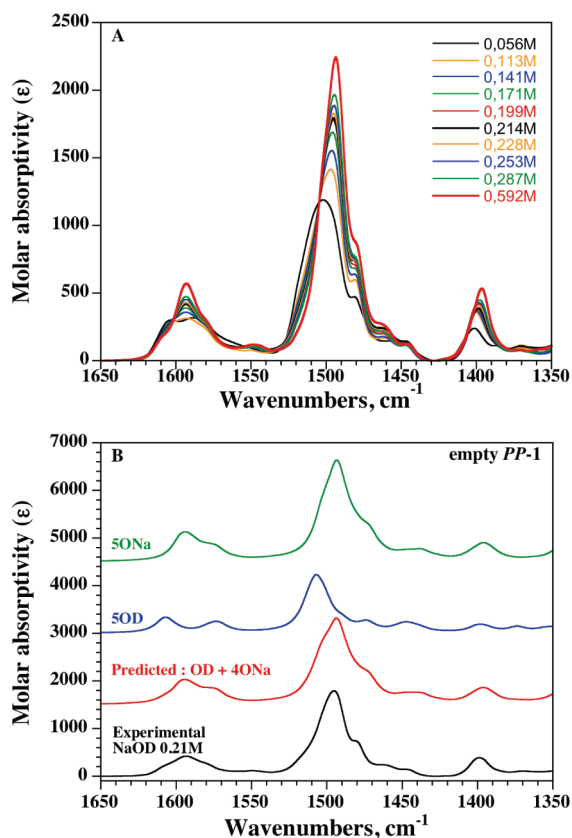 A
2500
2000
1500
1000
500
0
Molar absorptivity (ε)
0,056M
0,113M
0,141M
0,171M
0,199M
0,214M
0,228M
0,253M
0,287M
0,592M
1650 1600 1550 1500 1450 1400 1350
Wavenumbers, cm-1
B
empty PP-1
7000
6000
5000
4000
3000
2000
1000
0
Molar absorptivity (ε)
5ONa
5OD
Predicted : OD + 4ONa
Experimental
NaOD 0.21M
1650 1600 1550 1500 1450 1400 1350
Wavenumbers, cm-1